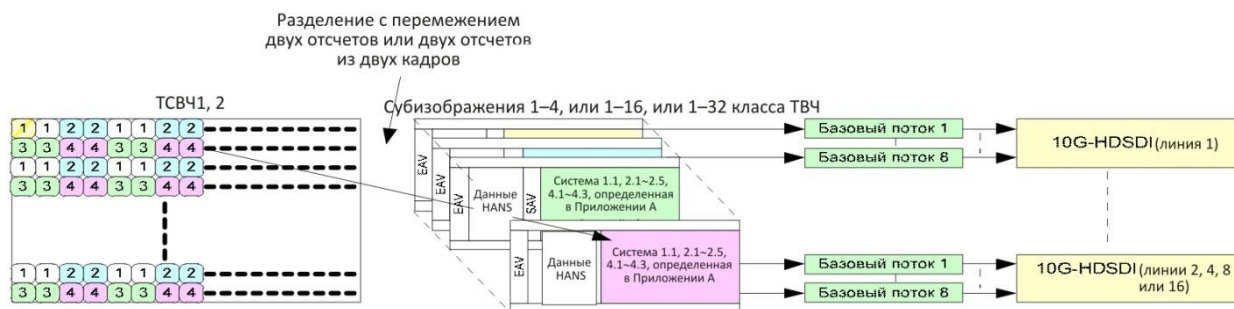 Разделение с перемежением
двух отсчетов или двух отсчетов
из двух кадров
ТСВЧ1, 2
Субизображения 1–4, или 1–16, или 1–32 класса ТВЧ
1 1 2 2 1 1 2 2
3 3 4 4 3 3 4 4
1 1 2 2 1 1 2 2
3 3 4 4 3 3 4 4
1 1 2 2 1 1 2 2
3 3 4 4 3 3 4 4
EAV
EAV
EAV
Данные
HANS
SAV
Система 1.1, 2.1~2.5,
4.1~4.3, определенная
в Приложении A
EAV
Данные
HANS
Система 1.1, 2.1~2.5,
4.1~4.3, определенная
в Приложении A
Базовый поток 1
Базовый поток 8
10G-HDSDI (линия 1)
Базовый поток 1
Базовый поток 8
10G-HDSDI (линии 2, 4, 8
или 16)